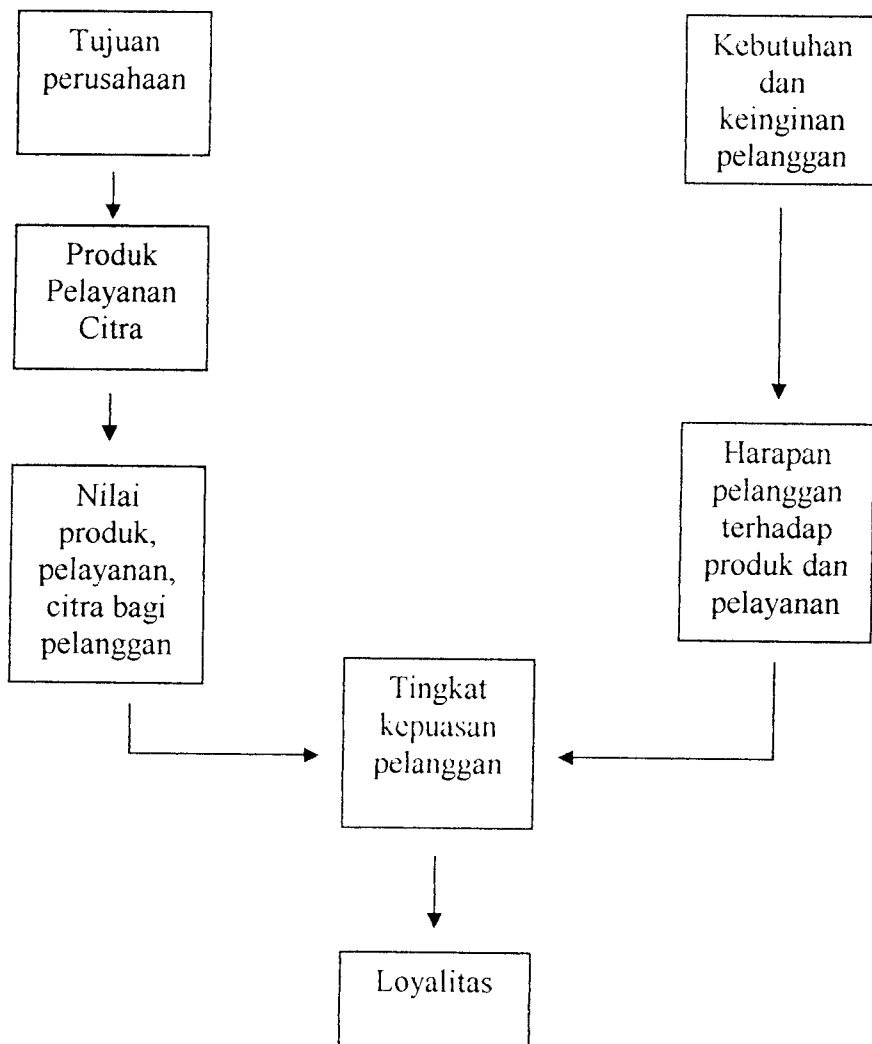 Tujuan
perusahaan
Kebutuhan
dan
keinginan
pelanggan
Produk
Pelayanan
Citra
Nilai
produk,
pelayanan,
citra bagi
pelanggan
Harapan
pelanggan
terhadap
produk dan
pelayanan
Tingkat
kepuasan
pelanggan
Loyalitas